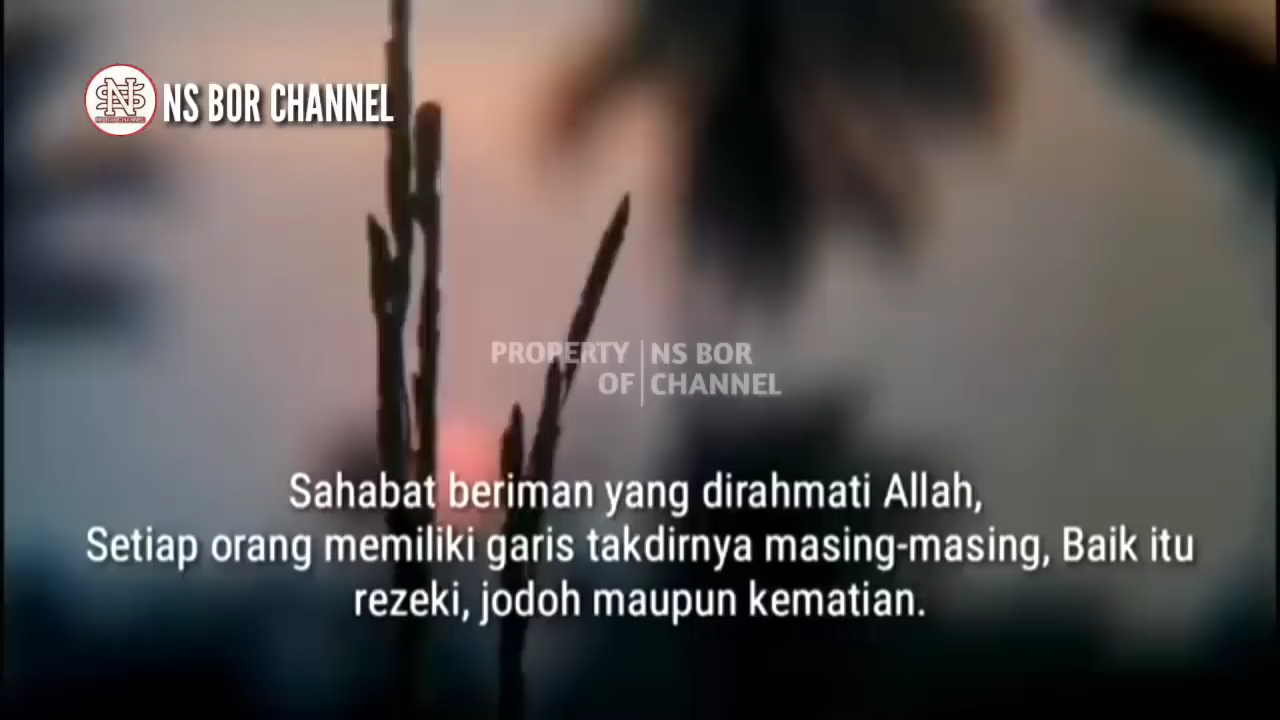 NS BOR CHANNEL
PROPERTY OF
NS BOR CHANNEL
Sahabat beriman yang dirahmati Allah,
Setiap orang memiliki garis takdirnya masing-masing, Baik itu
rezeki, jodoh maupun kematian.